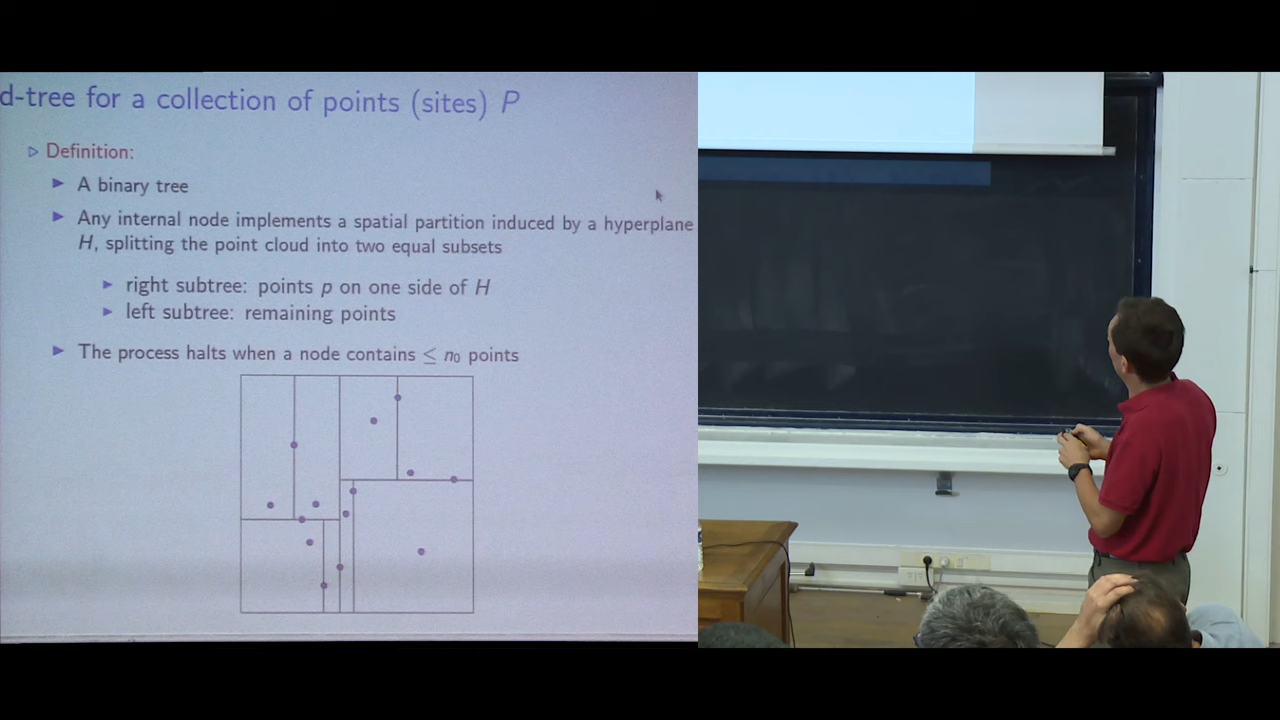 d-tree for a collection of points (sites) P
▷ Definition:
▶ A binary tree
▶ Any internal node implements a spatial partition induced by a hyperplane
H, splitting the point cloud into two equal subsets
▶ right subtree: points p on one side of H
▶ left subtree: remaining points
▶ The process halts when a node contains ≤ n₀ points